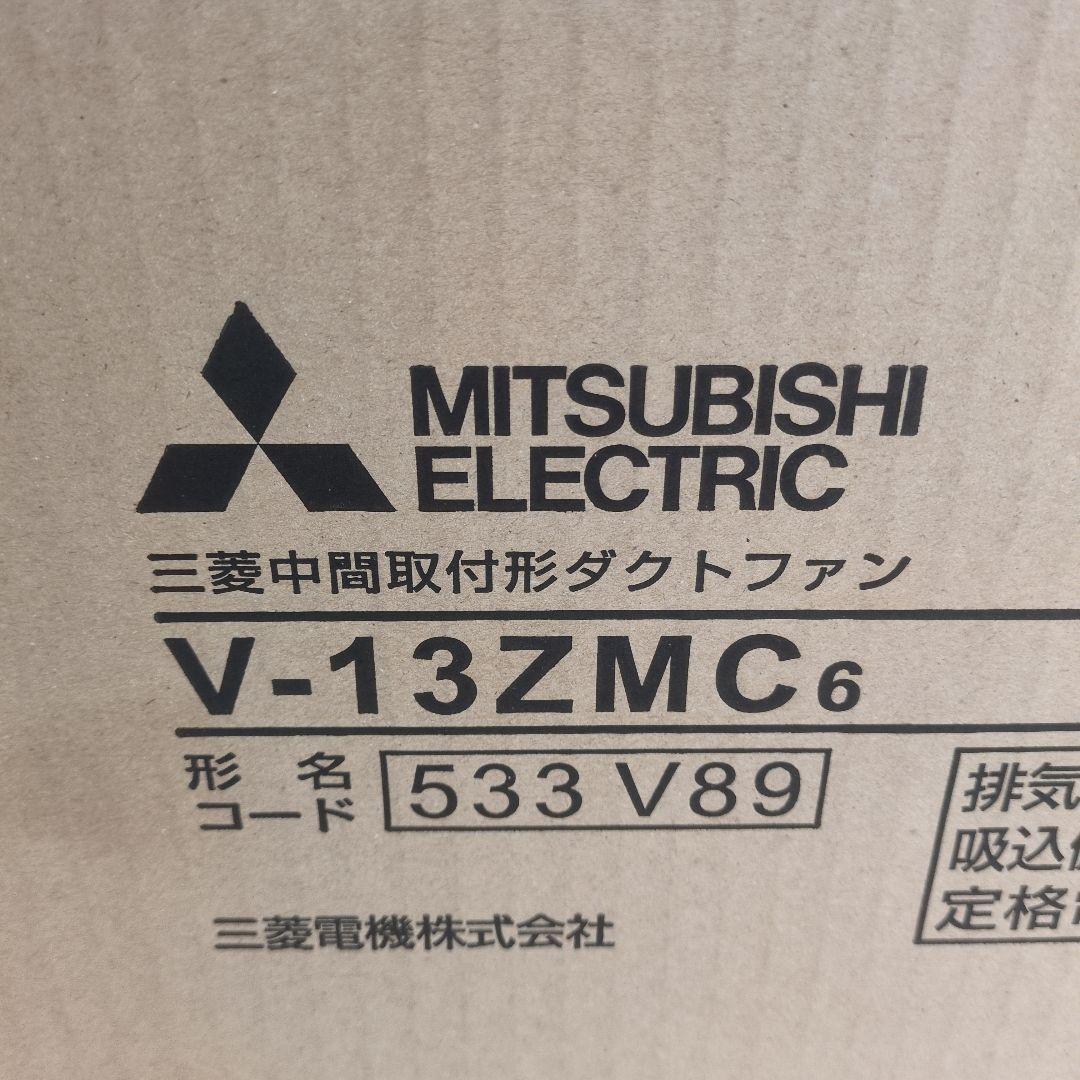 MITSUBISHI
ELECTRIC
三菱中間取付形ダクトファン
V-13ZMC6
形名
コード
533 V89
排気
吸込
定格
三菱電機株式会社